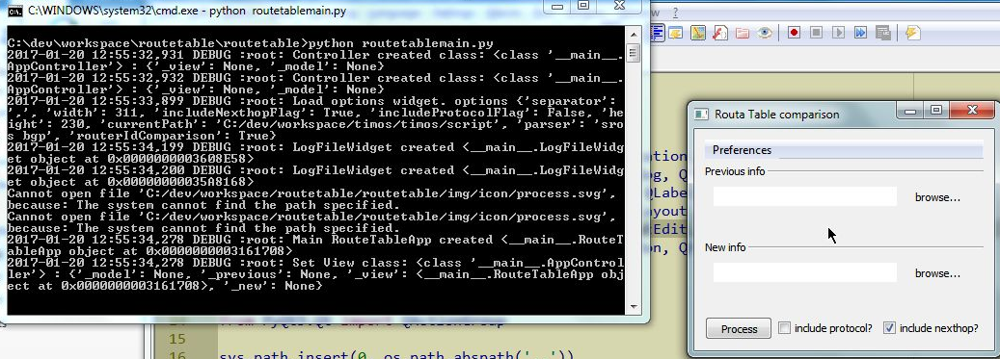 C:\WINDOWS\system32\cmd.exe - python  routetablemain.py
C:\dev\workspace\routetable\routetable>python routetablemain.py
2017-01-20 12:55:32,931 DEBUG :root: Controller created class: <class '__main__.
AppController'> : {'_view': None, '_model': None}
2017-01-20 12:55:32,932 DEBUG :root: Controller created class: <class '__main__.
AppController'> : {'_view': None, '_model': None}
2017-01-20 12:55:33,899 DEBUG :root: Load options widget. options {'separator':
',', 'width': 311, 'includeNexthopFlag': True, 'includeProtocolFlag': False, 'he
ight': 230, 'currentPath': 'C:/dev/workspace/timos/timos/script', 'parser': 'sro
s_bgp', 'routerIdComparison': True}
2017-01-20 12:55:34,199 DEBUG :root: LogFileWidget created <__main__.LogFileWidg
et object at 0x0000000003608E58>
2017-01-20 12:55:34,200 DEBUG :root: LogFileWidget created <__main__.LogFileWidg
et object at 0x00000000035A8168>
Cannot open file 'C:/dev/workspace/routetable/routetable/img/icon/process.svg',
because: The system cannot find the path specified.
Cannot open file 'C:/dev/workspace/routetable/routetable/img/icon/process.svg',
because: The system cannot find the path specified.
2017-01-20 12:55:34,278 DEBUG :root: Main RouteTableApp created <__main__.RouteT
ableApp object at 0x0000000003161708>
2017-01-20 12:55:34,278 DEBUG :root: Set View class: <class '__main__.AppControl
ler'> : {'_model': None, '_previous': None, '_view': <__main__.RouteTableApp obj
ect at 0x0000000003161708>, '_new': None}
?
Routa Table comparison
Preferences
Previous info
browse...
New info
browse...
Process
include protocol?
include nexthop?
15
16 sys.path.insert(0, os.path.abspath('..'))